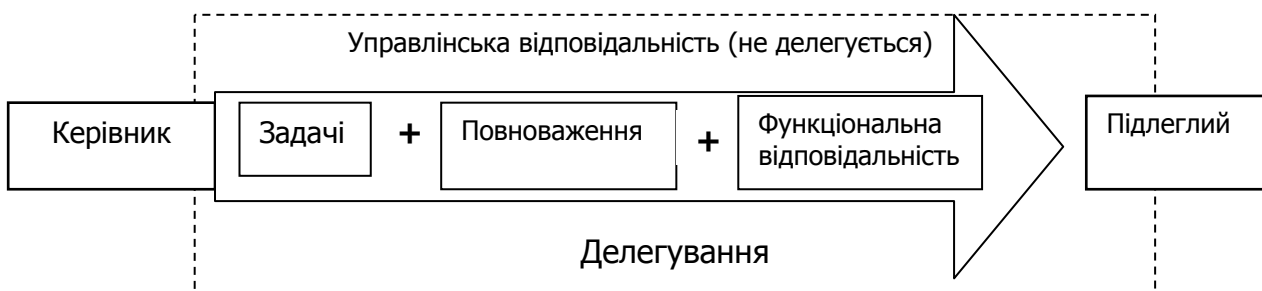 Управлінська відповідальність (не делегується)
Керівник
Задачі
+
Повноваження
+
Функціональна
відповідальність
Підлеглий
Делегування